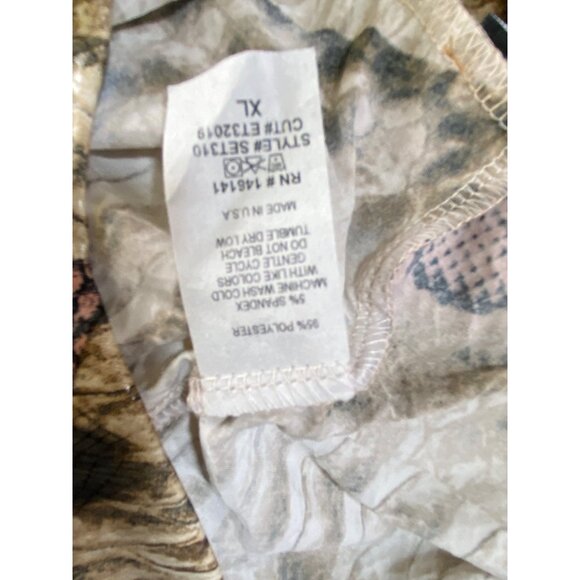 95% POLYESTER
5% SPANDEX
MACHINE WASH COLD
WITH LIKE COLORS
GENTLE CYCLE
DO NOT BLEACH
TUMBLE DRY LOW
MADE IN U.S.A
RN # 146141
STYLE# SET310
CUT# ET32019
XL